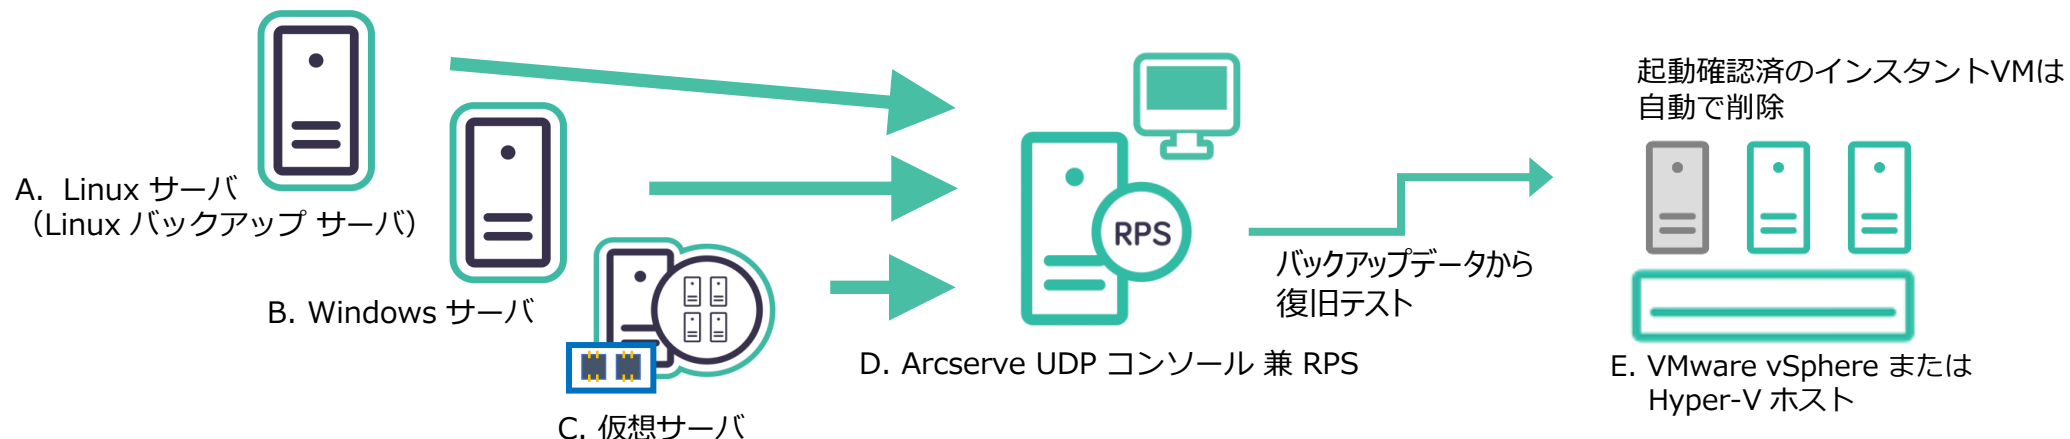 A. Linux サーバ
（Linux バックアップ サーバ）
B. Windows サーバ
C. 仮想サーバ
RPS
D. Arcserve UDP コンソール 兼 RPS
バックアップデータから
復旧テスト
起動確認済のインスタントVMは
自動で削除
E. VMware vSphere または
Hyper-V ホスト